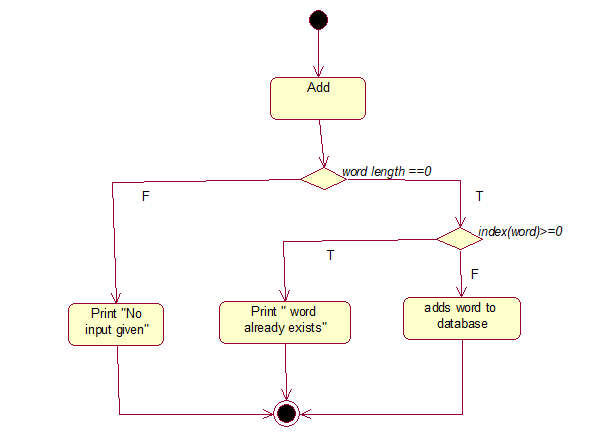 Add
word length ==0
F
T
index(word)>=0
T
F
Print "No
input given"
Print " word
already exists"
adds word to
database